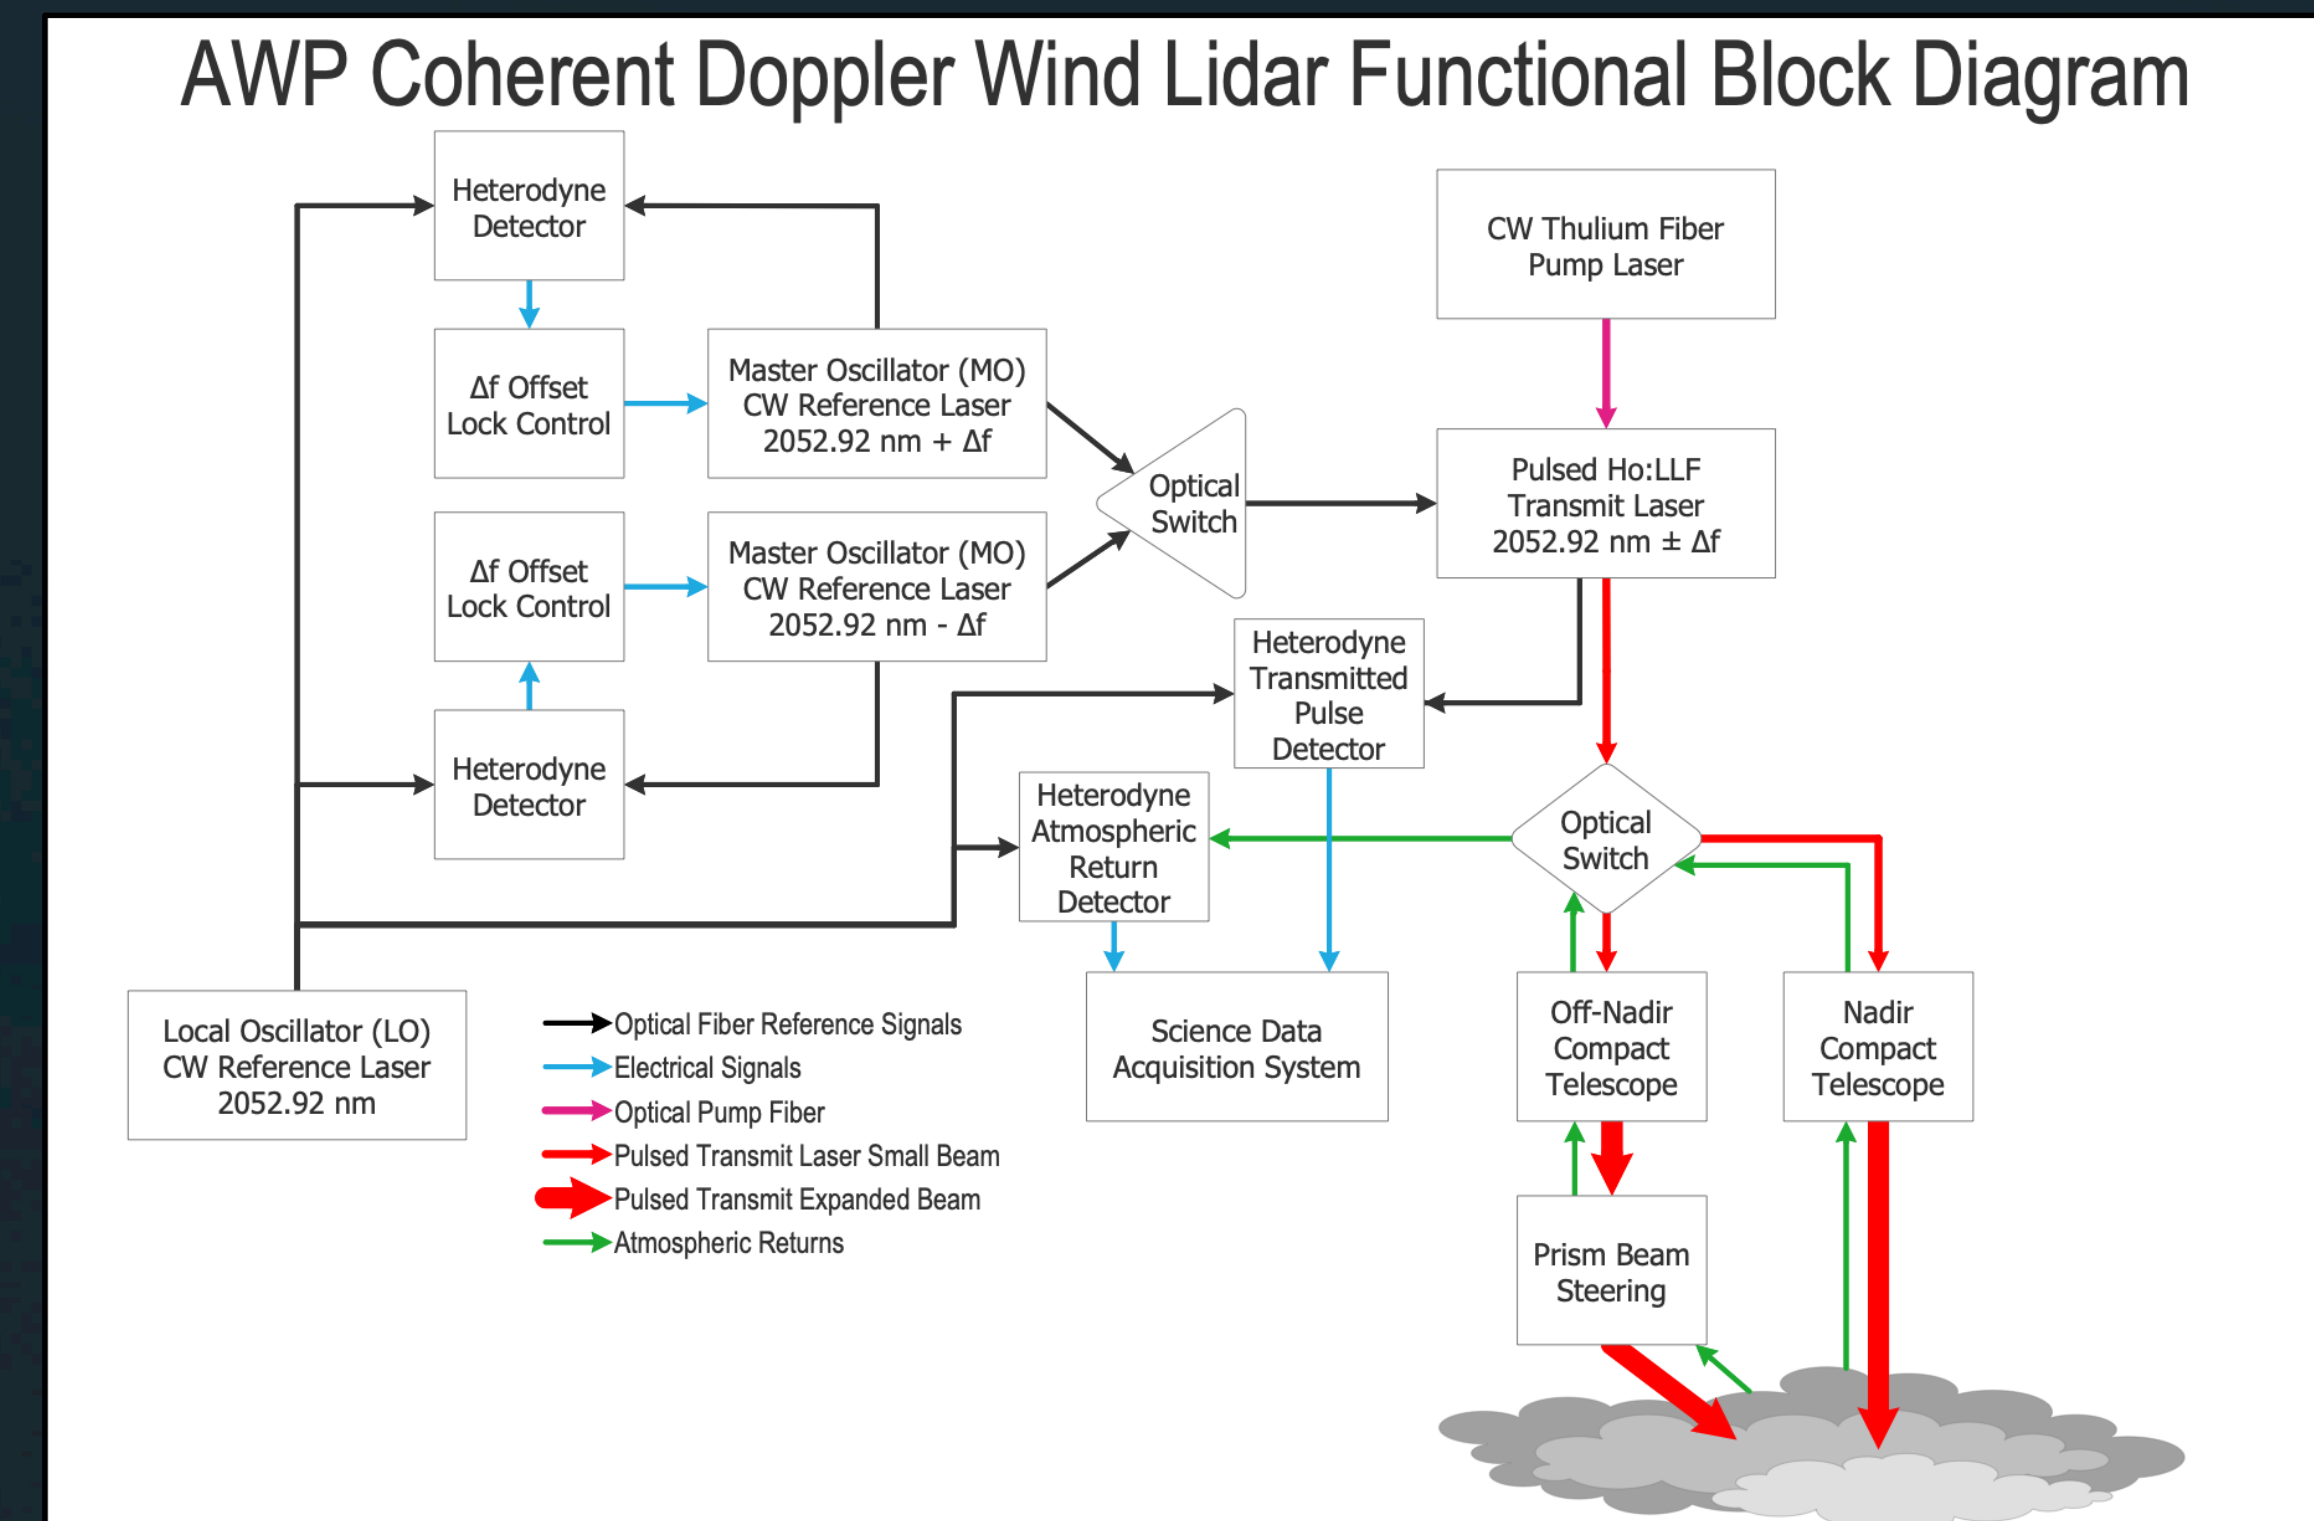 AWP Coherent Doppler Wind Lidar Functional Block Diagram
Heterodyne
Detector
CW Thulium Fiber
Pump Laser
Δf Offset
Lock Control
Master Oscillator (MO)
CW Reference Laser
2052.92 nm + Δf
Optical
Switch
Pulsed Ho:LLF
Transmit Laser
2052.92 nm ± Δf
Δf Offset
Lock Control
Master Oscillator (MO)
CW Reference Laser
2052.92 nm - Δf
Heterodyne
Transmitted
Pulse
Detector
Heterodyne
Detector
Heterodyne
Atmospheric
Return
Detector
Optical
Switch
Local Oscillator (LO)
CW Reference Laser
2052.92 nm
Optical Fiber Reference Signals
Electrical Signals
Optical Pump Fiber
Pulsed Transmit Laser Small Beam
Pulsed Transmit Expanded Beam
Atmospheric Returns
Science Data
Acquisition System
Off-Nadir
Compact
Telescope
Nadir
Compact
Telescope
Prism Beam
Steering